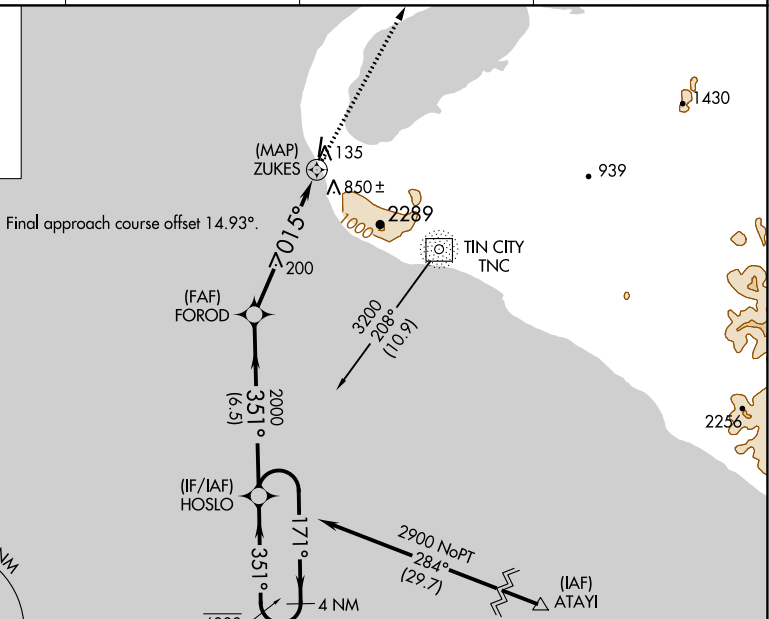 1430
(MAP)
ZUKES
135
939
850±
2289
1000
Final approach course offset 14.93°.
015°
TIN CITY
TNC
200
(FAF)
FOROD
3200
208°
(10.9)
2000
351°
(6.5)
2256
(IF/IAF)
HOSLO
171°
351°
2900 NoPT
284°
(29.7)
(IAF)
ATAYI
4 NM
NM